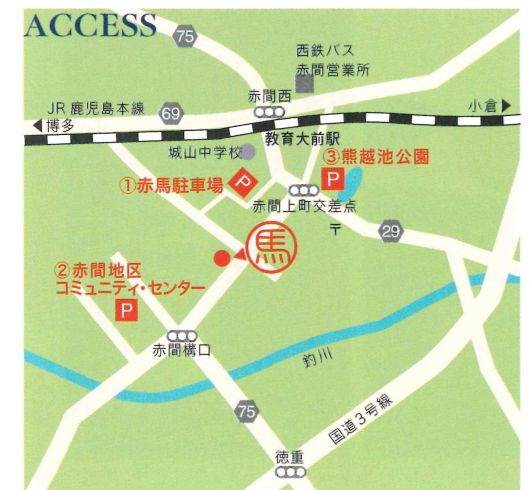 ACCESS
75
西鉄バス
赤間営業所
赤間西
JR 鹿児島本線
69
小倉▶
◀博多
教育大前駅
城山中学校
③熊越池公園
P
①赤馬駐車場
P
赤間上町交差点
〒
29
馬
②赤間地区
コミュニティ・センター
P
赤間構口
釣川
75
国道3号線
徳重